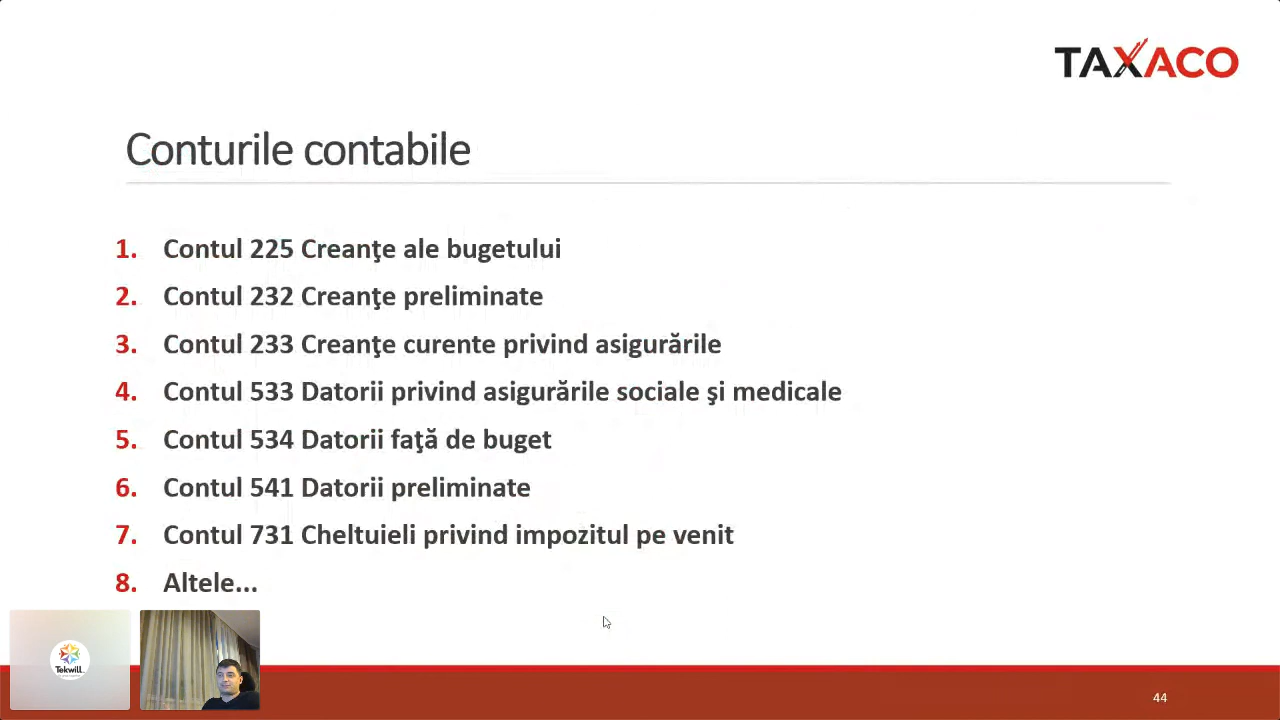 TAXACO
Conturile contabile
1. Contul 225 Creanţe ale bugetului
2. Contul 232 Creanţe preliminate
3. Contul 233 Creanţe curente privind asigurările
4. Contul 533 Datorii privind asigurările sociale şi medicale
5. Contul 534 Datorii faţă de buget
6. Contul 541 Datorii preliminate
7. Contul 731 Cheltuieli privind impozitul pe venit
8. Altele...
Tekwill
44